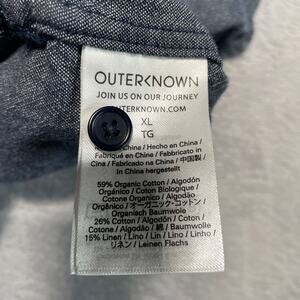 OUTERKNOWN
JOIN US ON OUR JOURNEY
OUTERKNOWN.COM
XL
TG
Made in China / Hecho en China /
Fabriqué en China / Fabbricato in
Cina / Fabricado na China / 中国製 /
in China hergestellt
59% Organic Cotton / Algodón
Orgánico / Coton Biologique /
Cotone Organico / Algodão
Orgânico / オーガニック・コットン /
Organisch Baumwolle
26% Cotton / Algodón / Coton /
Cotone / Algodão / 綿 / Baumwolle
15% Linen / Lino / Lin / Lino / Linho /
リネン / Leinen Flachs